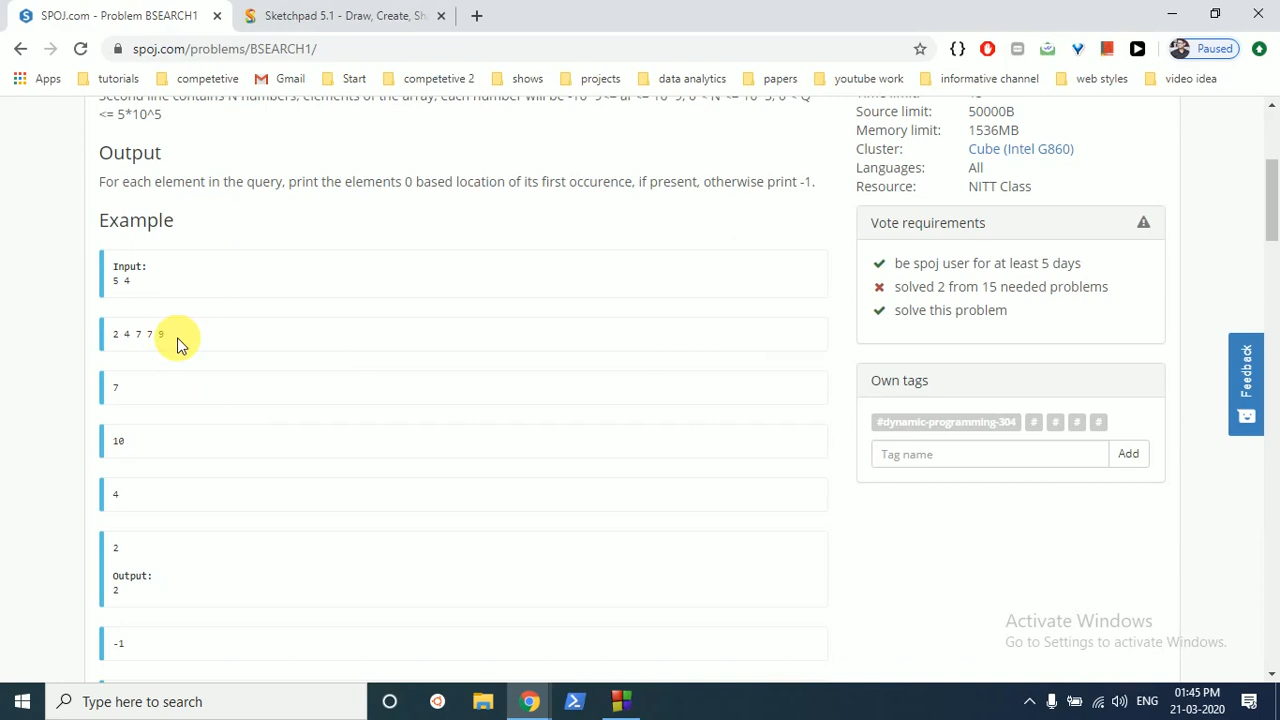 SPOJ.com - Problem BSEARCH1
Sketchpad 5.1 - Draw, Create, Sh
spoj.com/problems/BSEARCH1/
Paused
Apps tutorials competetive Gmail Start competetive 2 shows projects data analytics papers youtube work informative channel web styles video idea
<= 5*10^5
Output
For each element in the query, print the elements 0 based location of its first occurence, if present, otherwise print -1.
Example
Input:
5 4
2 4 7 7 9
7
10
4
2
Output:
2
-1
Source limit: 50000B
Memory limit: 1536MB
Cluster: Cube (Intel G860)
Languages: All
Resource: NITT Class
Vote requirements
be spoj user for at least 5 days
solved 2 from 15 needed problems
solve this problem
Own tags
#dynamic-programming-304 # # # #
Tag name Add
Feedback
Activate Windows
Go to Settings to activate Windows.
Type here to search
ENG
01:45 PM
21-03-2020